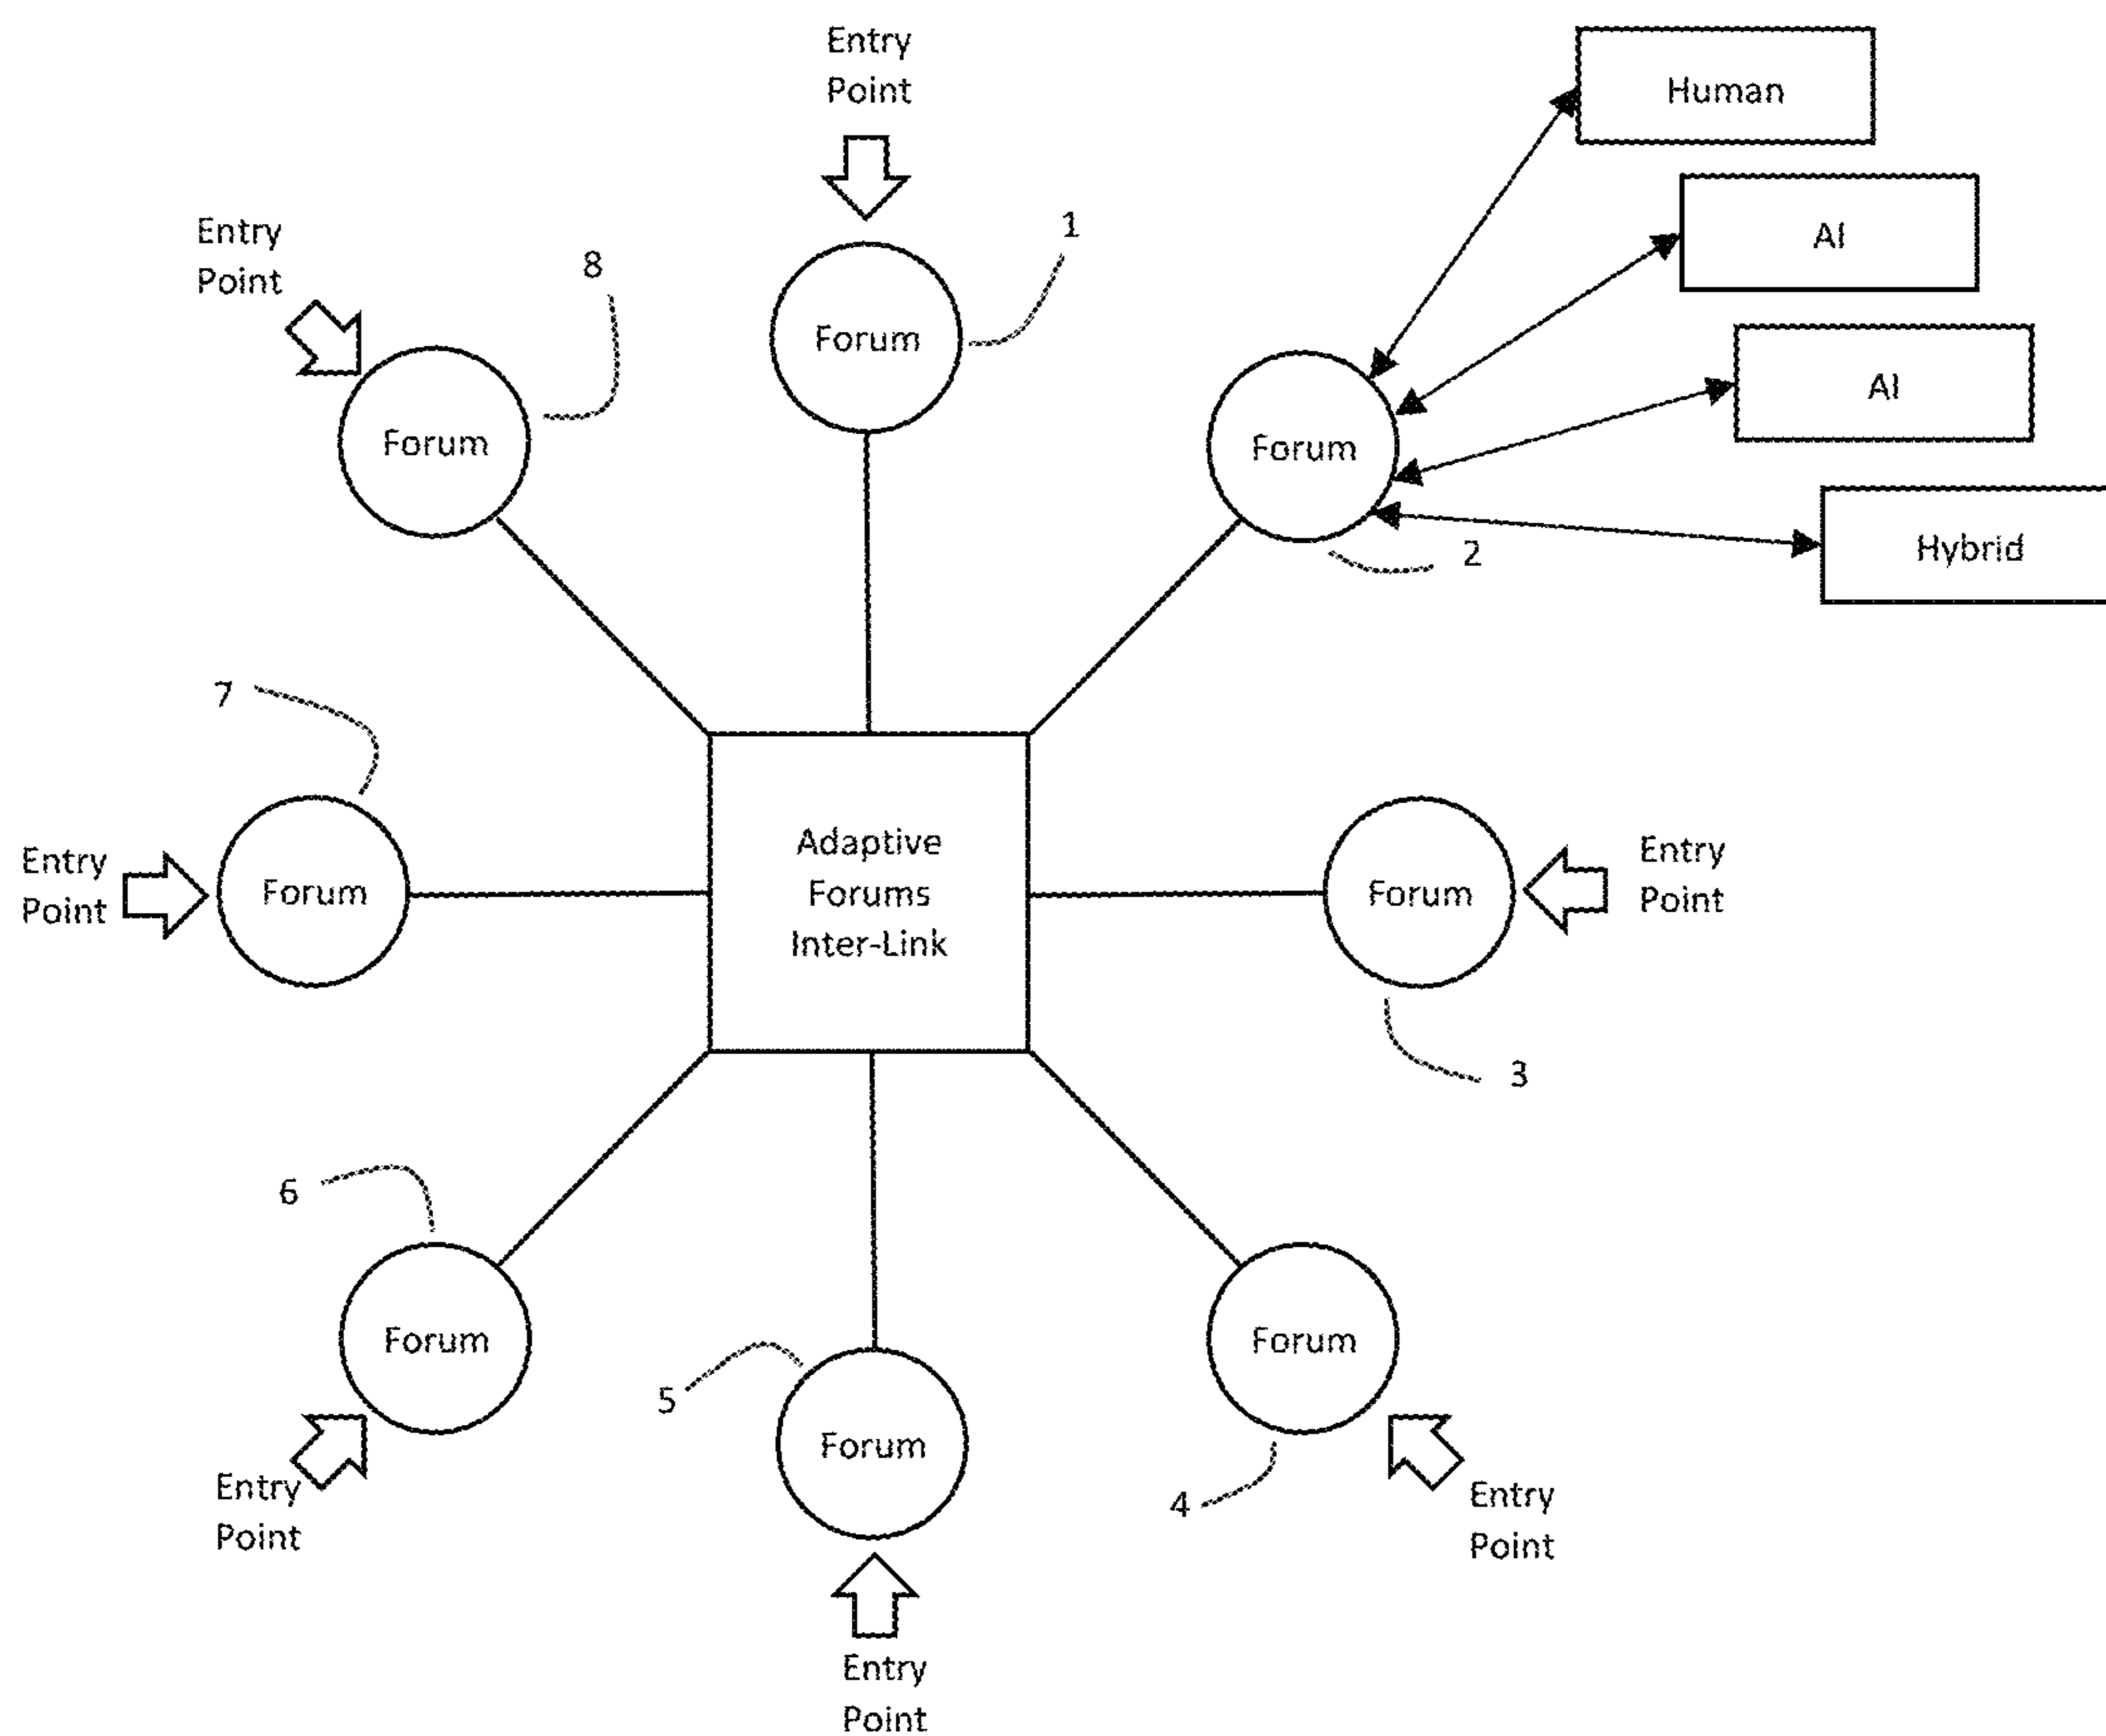 Entry
Point
Human
AI
Entry
Point
8
1
Forum
AI
Forum
Forum
2
Hybrid
7
Adaptive
Forums
Inter-Link
Entry
Point
Forum
Forum
Entry
Point
3
6
Forum
Forum
5
Forum
4
Entry
Point
Entry
Point
Entry
Point